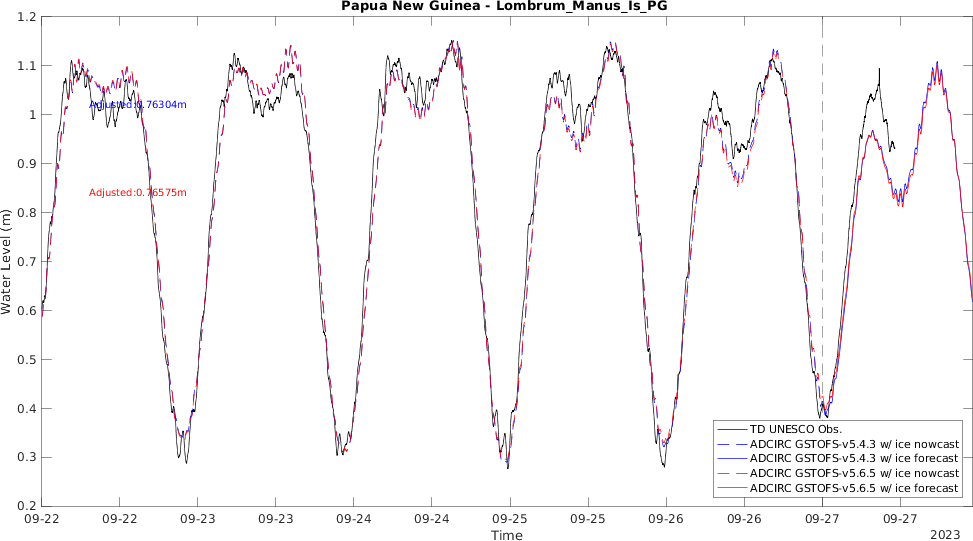 Papua New Guinea - Lombrum_Manus_Is_PG
1.2
1.1
1
0.9
0.8
0.7
0.6
0.5
0.4
0.3
0.2
Water Level (m)
Adjusted:0.76304m
Adjusted:0.76575m
TD UNESCO Obs.
ADCIRC GSTOFS-v5.4.3 w/ ice nowcast
ADCIRC GSTOFS-v5.4.3 w/ ice forecast
ADCIRC GSTOFS-v5.6.5 w/ ice nowcast
ADCIRC GSTOFS-v5.6.5 w/ ice forecast
09-22 09-22 09-23 09-23 09-24 09-24 09-25 09-25 09-26 09-26 09-27 09-27
Time
2023